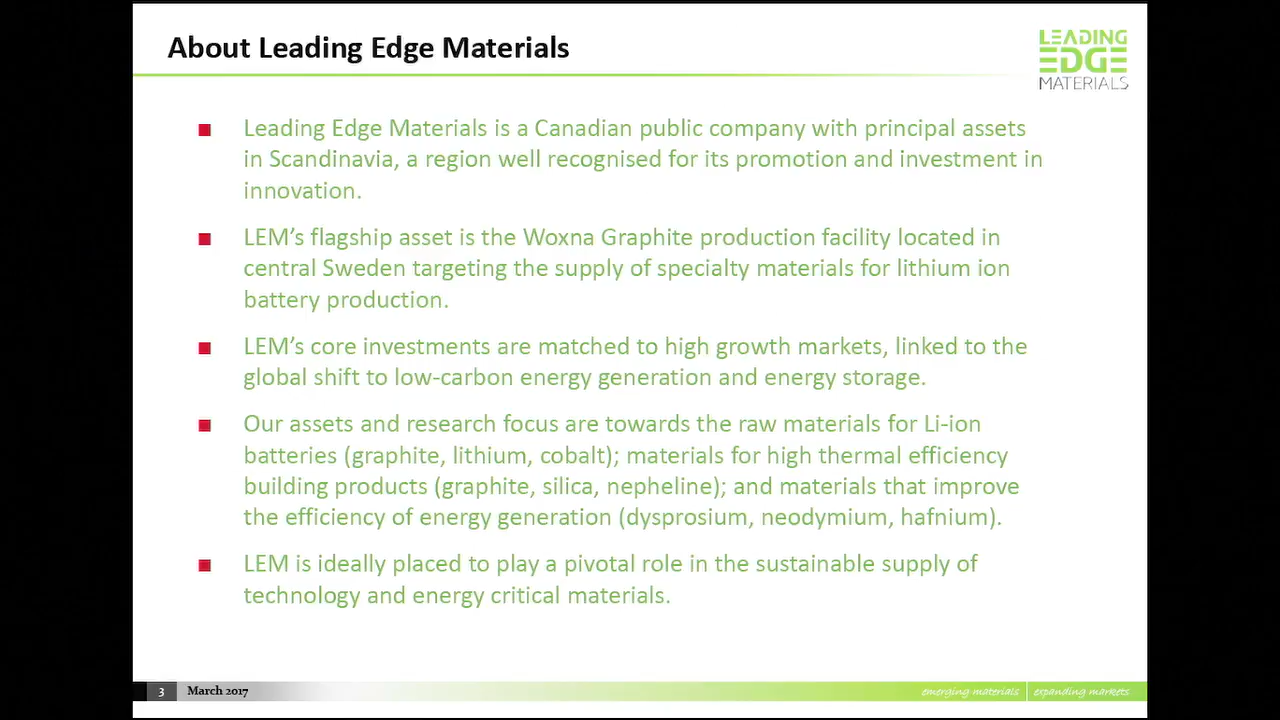 About Leading Edge Materials
LEADING
EDGE
MATERIALS
Leading Edge Materials is a Canadian public company with principal assets
in Scandinavia, a region well recognised for its promotion and investment in
innovation.
LEM’s flagship asset is the Woxna Graphite production facility located in
central Sweden targeting the supply of specialty materials for lithium ion
battery production.
LEM’s core investments are matched to high growth markets, linked to the
global shift to low-carbon energy generation and energy storage.
Our assets and research focus are towards the raw materials for Li-ion
batteries (graphite, lithium, cobalt); materials for high thermal efficiency
building products (graphite, silica, nepheline); and materials that improve
the efficiency of energy generation (dysprosium, neodymium, hafnium).
LEM is ideally placed to play a pivotal role in the sustainable supply of
technology and energy critical materials.
3 March 2017 emerging materials expanding markets